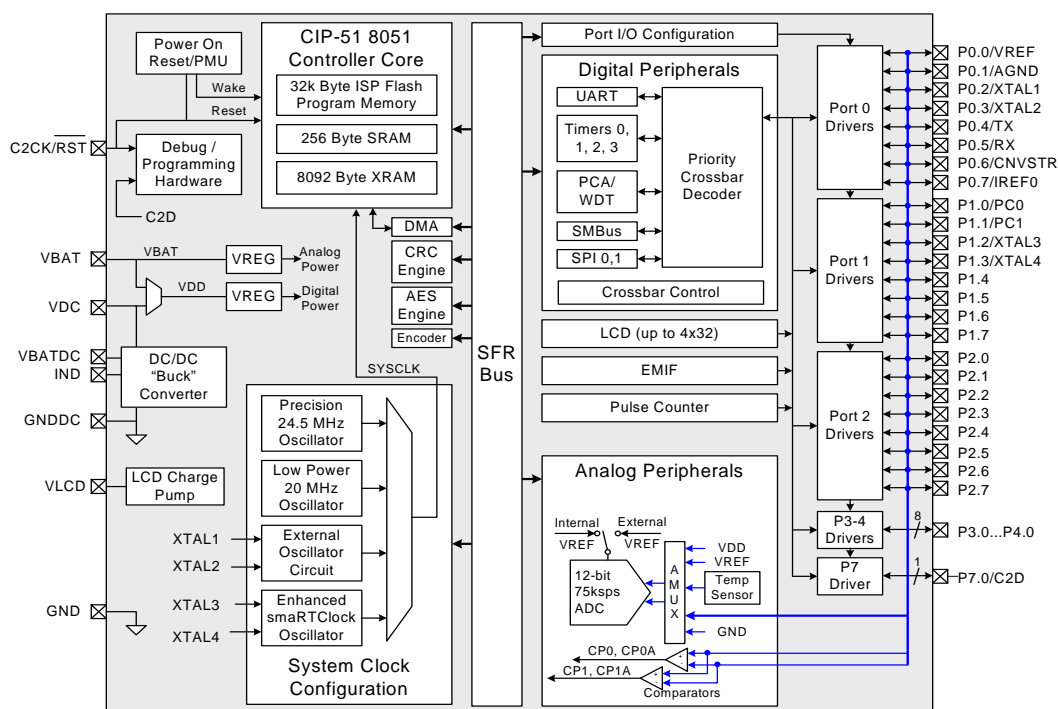 Power On
Reset/PMU
Wake
Reset
C2CK/RST
Debug /
Programming
Hardware
C2D
CIP-51 8051
Controller Core
32k Byte ISP Flash
Program Memory
256 Byte SRAM
8092 Byte XRAM
DMA
CRC
Engine
AES
Engine
Encoder
SYSCLK
VBAT
VBAT
VREG
Analog
Power
VDC
VDD
VREG
Digital
Power
VBATDC
IND
GNDDC
DC/DC
“Buck”
Converter
VLCD
LCD Charge
Pump
GND
Precision
24.5 MHz
Oscillator
Low Power
20 MHz
Oscillator
XTAL1
XTAL2
External
Oscillator
Circuit
XTAL3
XTAL4
Enhanced
smaRTClock
Oscillator
System Clock
Configuration
SFR
Bus
Port I/O Configuration
Digital Peripherals
UART
Timers 0,
1, 2, 3
PCA/
WDT
SMBus
SPI 0,1
Priority
Crossbar
Decoder
Crossbar Control
LCD (up to 4x32)
EMIF
Pulse Counter
Analog Peripherals
Internal
VREF
External
VREF
12-bit
75ksps
ADC
A
M
U
X
VDD
VREF
Temp
Sensor
GND
CP0, CP0A
+
-
CP1, CP1A
+
-
Comparators
Port 0
Drivers
Port 1
Drivers
Port 2
Drivers
P3-4
Drivers
P7
Driver
8
1
P0.0/VREF
P0.1/AGND
P0.2/XTAL1
P0.3/XTAL2
P0.4/TX
P0.5/RX
P0.6/CNVSTR
P0.7/IREF0
P1.0/PC0
P1.1/PC1
P1.2/XTAL3
P1.3/XTAL4
P1.4
P1.5
P1.6
P1.7
P2.0
P2.1
P2.2
P2.3
P2.4
P2.5
P2.6
P2.7
P3.0...P4.0
P7.0/C2D